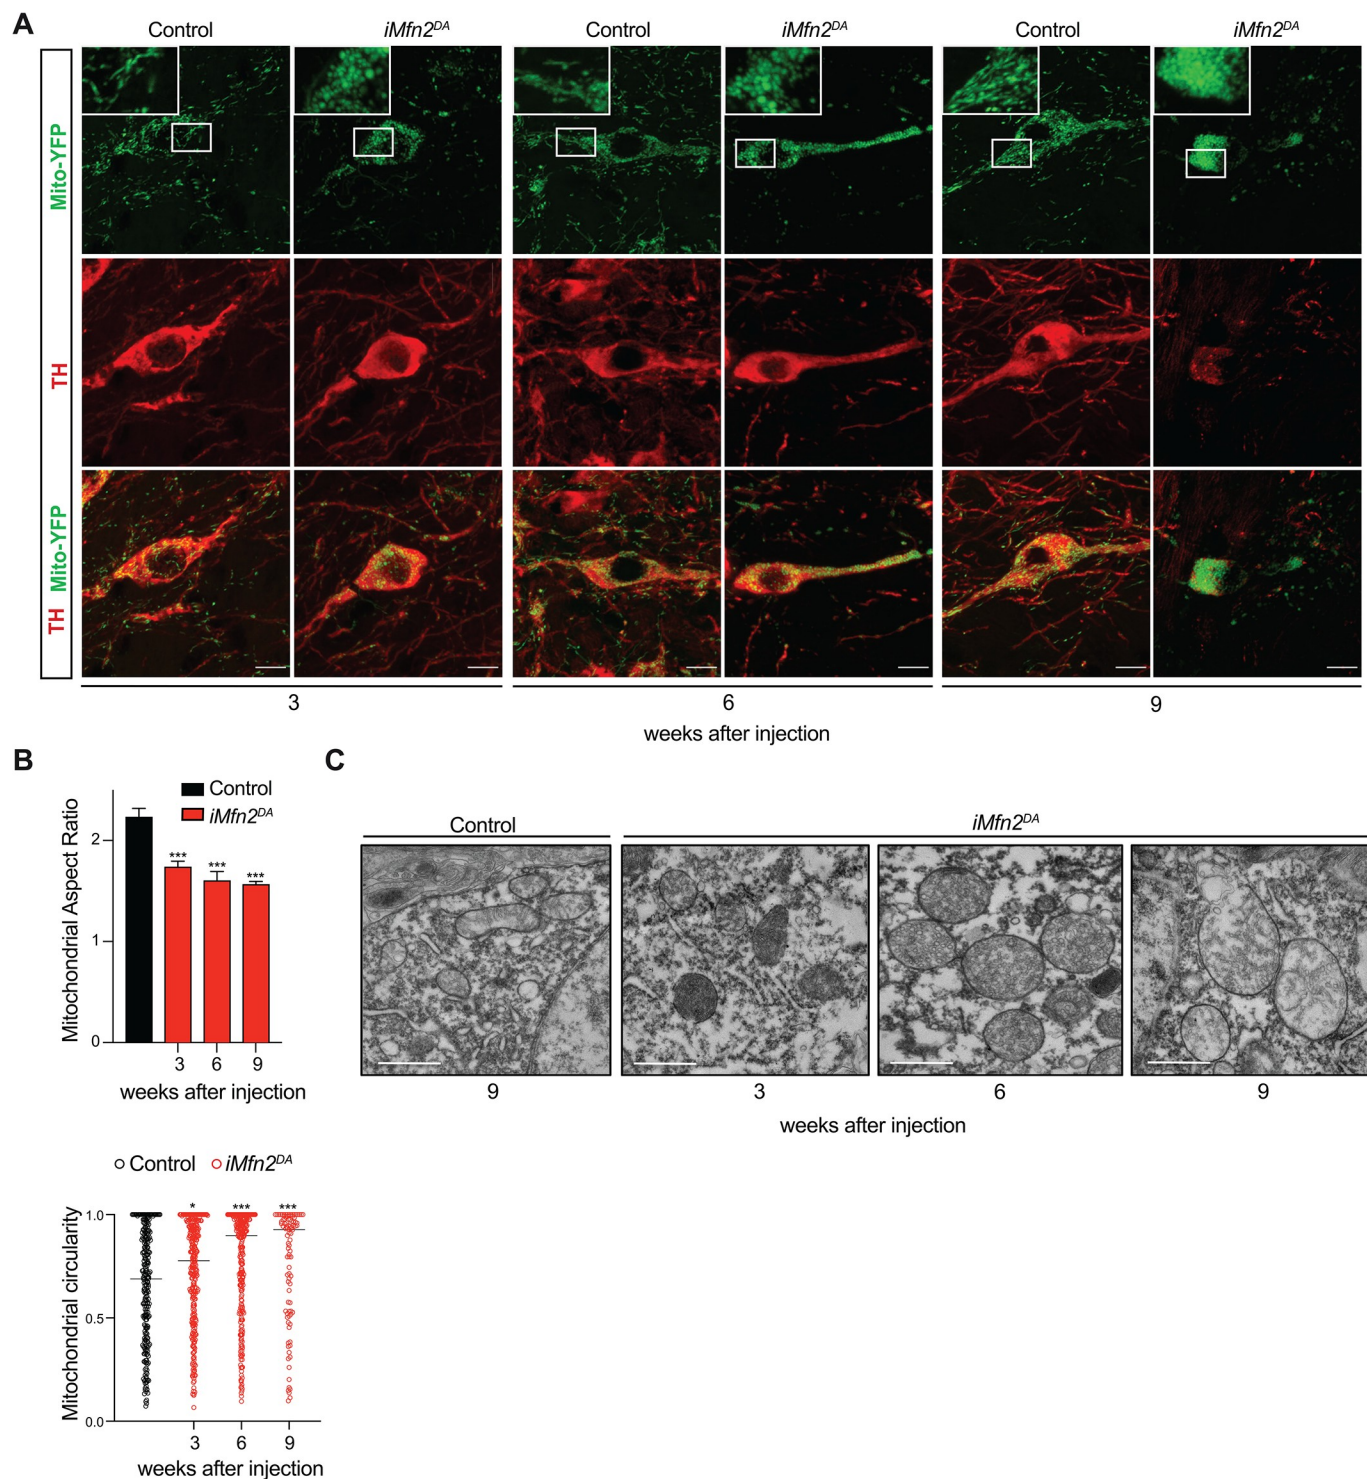 A
Control
iMfn2DA
Control
iMfn2DA
Control
iMfn2DA
Mito-YFP
TH
TH Mito-YFP
3
6
9
weeks after injection
B
Control
iMfn2DA
Mitochondrial Aspect Ratio
2
1
0
***
***
***
3
6
9
weeks after injection
Control
iMfn2DA
Mitochondrial circularity
1.0
0.5
0.0
*
***
***
3
6
9
weeks after injection
C
Control
iMfn2DA
9
3
6
9
weeks after injection